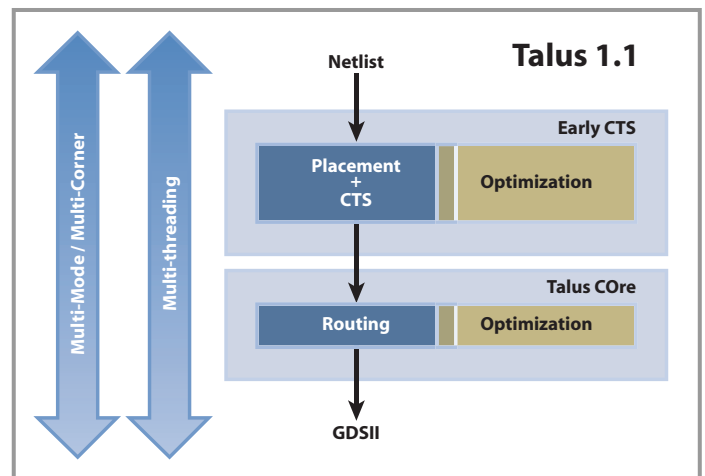 Talus 1.1
Netlist
Early CTS
Placement
+
CTS
Optimization
Talus COre
Routing
Optimization
GDSII
Multi-Mode / Multi-Corner
Multi-threading